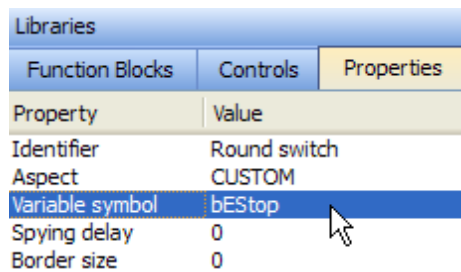 Libraries
Function Blocks Controls Properties
Property Value
Identifier Round switch
Aspect CUSTOM
Variable symbol bEStop
Spying delay 0
Border size 0